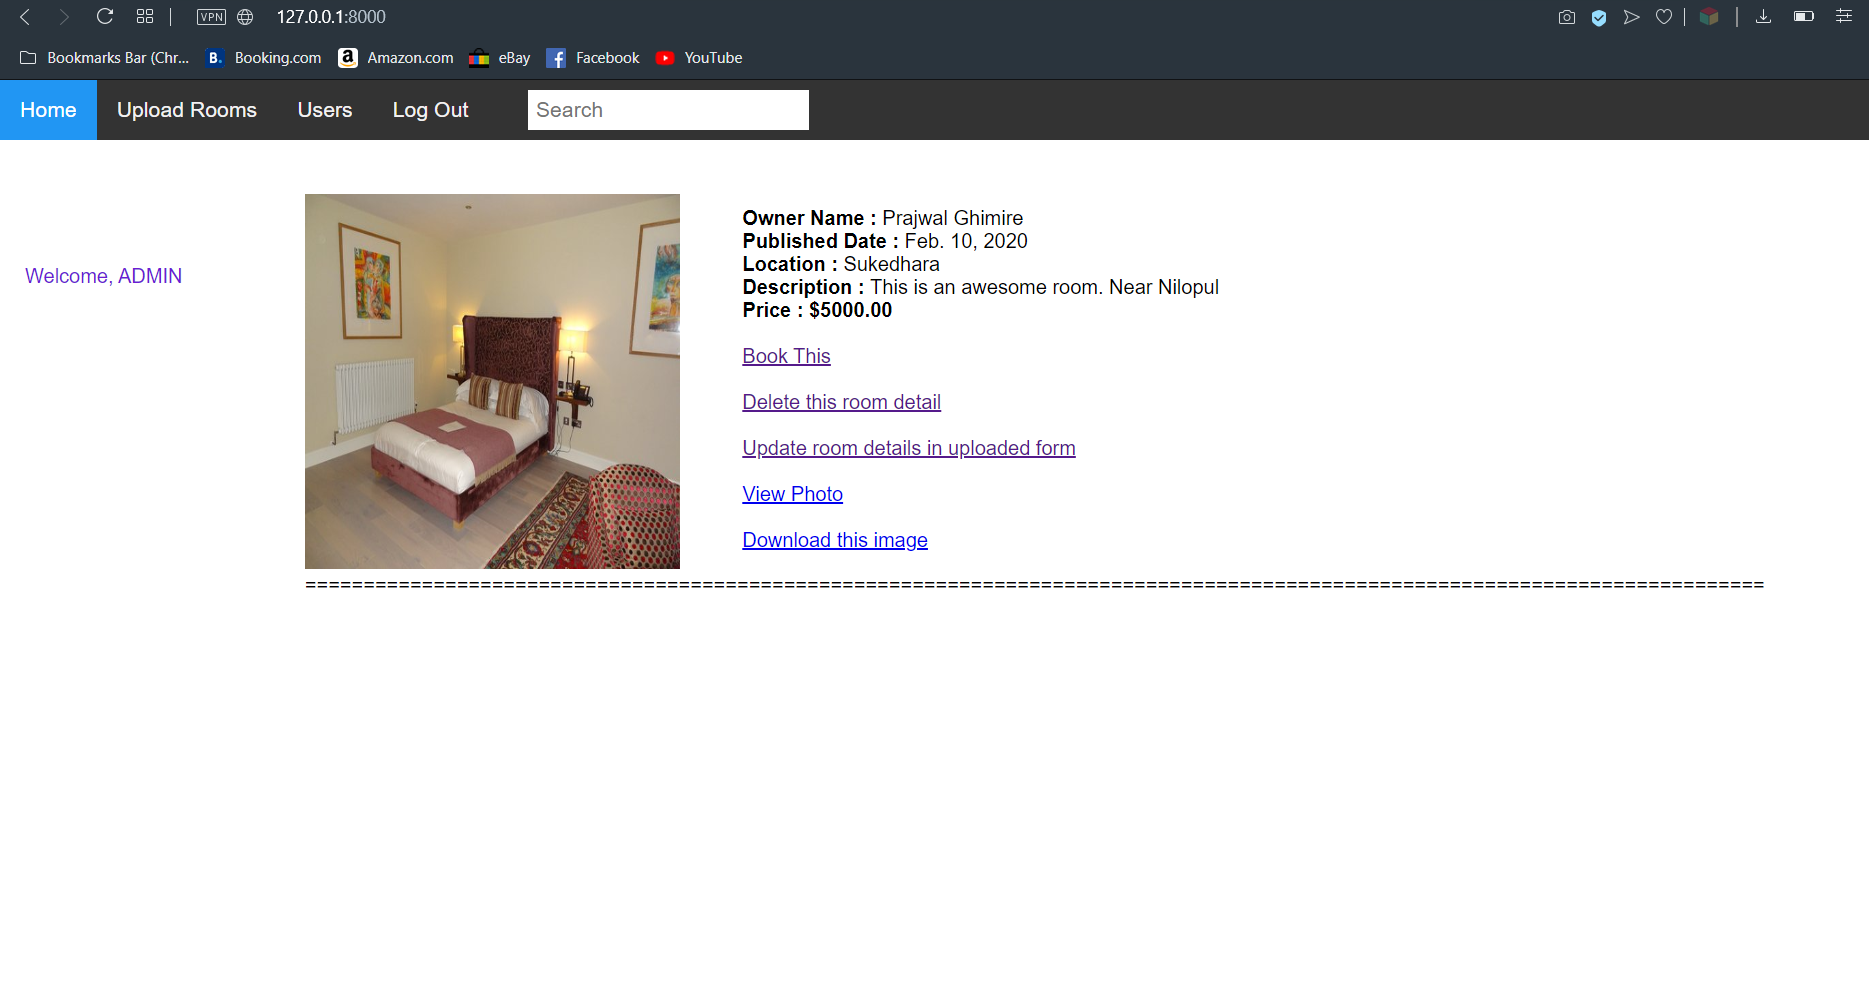 VPN 127.0.0.1:8000
Bookmarks Bar (Chr... B. Booking.com a Amazon.com eBay f Facebook YouTube
Home Upload Rooms Users Log Out Search
Owner Name : Prajwal Ghimire
Published Date : Feb. 10, 2020
Welcome, ADMIN
Location : Sukedhara
Description : This is an awesome room. Near Nilopul
Price : $5000.00
Book This
Delete this room detail
Update room details in uploaded form
View Photo
Download this image
=============================================================================================================================